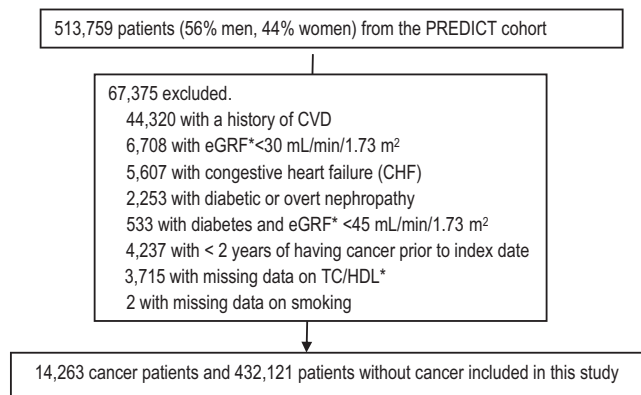 513,759 patients (56% men, 44% women) from the PREDICT cohort
67,375 excluded.
44,320 with a history of CVD
6,708 with eGRF*<30 mL/min/1.73 m²
5,607 with congestive heart failure (CHF)
2,253 with diabetic or overt nephropathy
533 with diabetes and eGRF* <45 mL/min/1.73 m²
4,237 with < 2 years of having cancer prior to index date
3,715 with missing data on TC/HDL*
2 with missing data on smoking
14,263 cancer patients and 432,121 patients without cancer included in this study